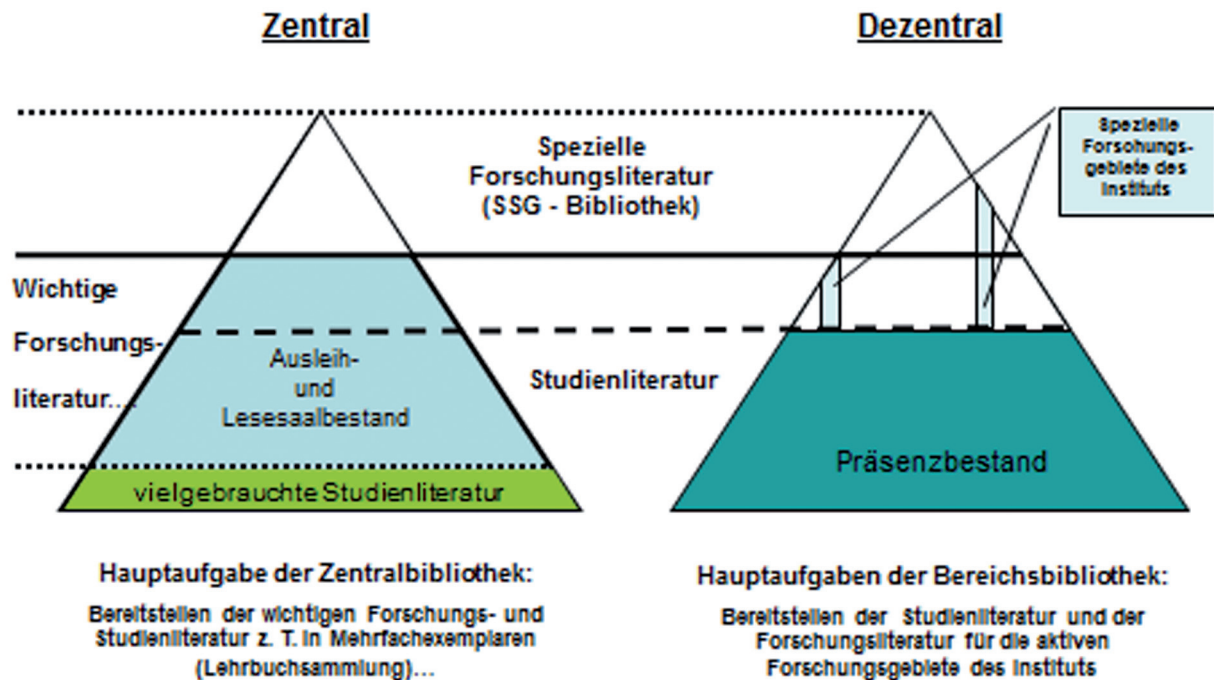 Zentral
Dezentral
Spezielle
Forschungsliteratur
(SSG - Bibliothek)
Spezielle
Forschungs-
gebiete des
Instituts
Wichtige
Forschungs-
literatur....
Ausleih-
und
Lesesaalbestand
Studienliteratur
vielgebrauchte Studienliteratur
Präsenzbestand
Hauptaufgabe der Zentralbibliothek:
Bereitstellen der wichtigen Forschungs- und
Studienliteratur z. T. in Mehrfachexemplaren
(Lehrbuchsammlung)...
Hauptaufgaben der Bereichsbibliothek:
Bereitstellen der Studienliteratur und der
Forschungsliteratur für die aktiven
Forschungsgebiete des Instituts